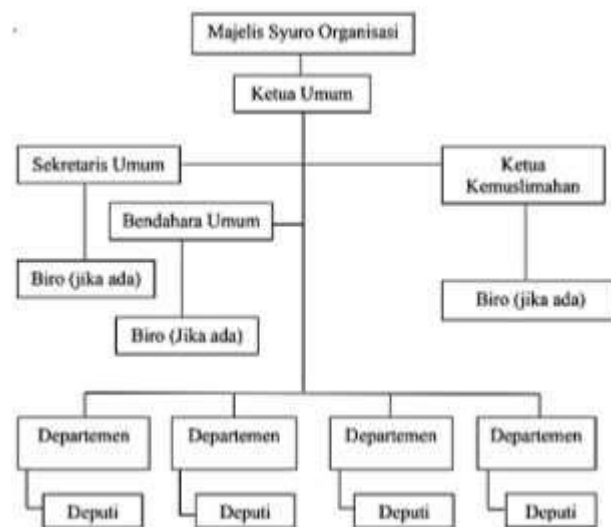 Majelis Syuro Organisasi
Ketua Umum
Sekretaris Umum
Ketua
Kemuslimahan
Bendahara Umum
Biro (jika ada)
Biro (jika ada)
Biro (Jika ada)
Departemen
Departemen
Departemen
Departemen
Deputi
Deputi
Deputi
Deputi